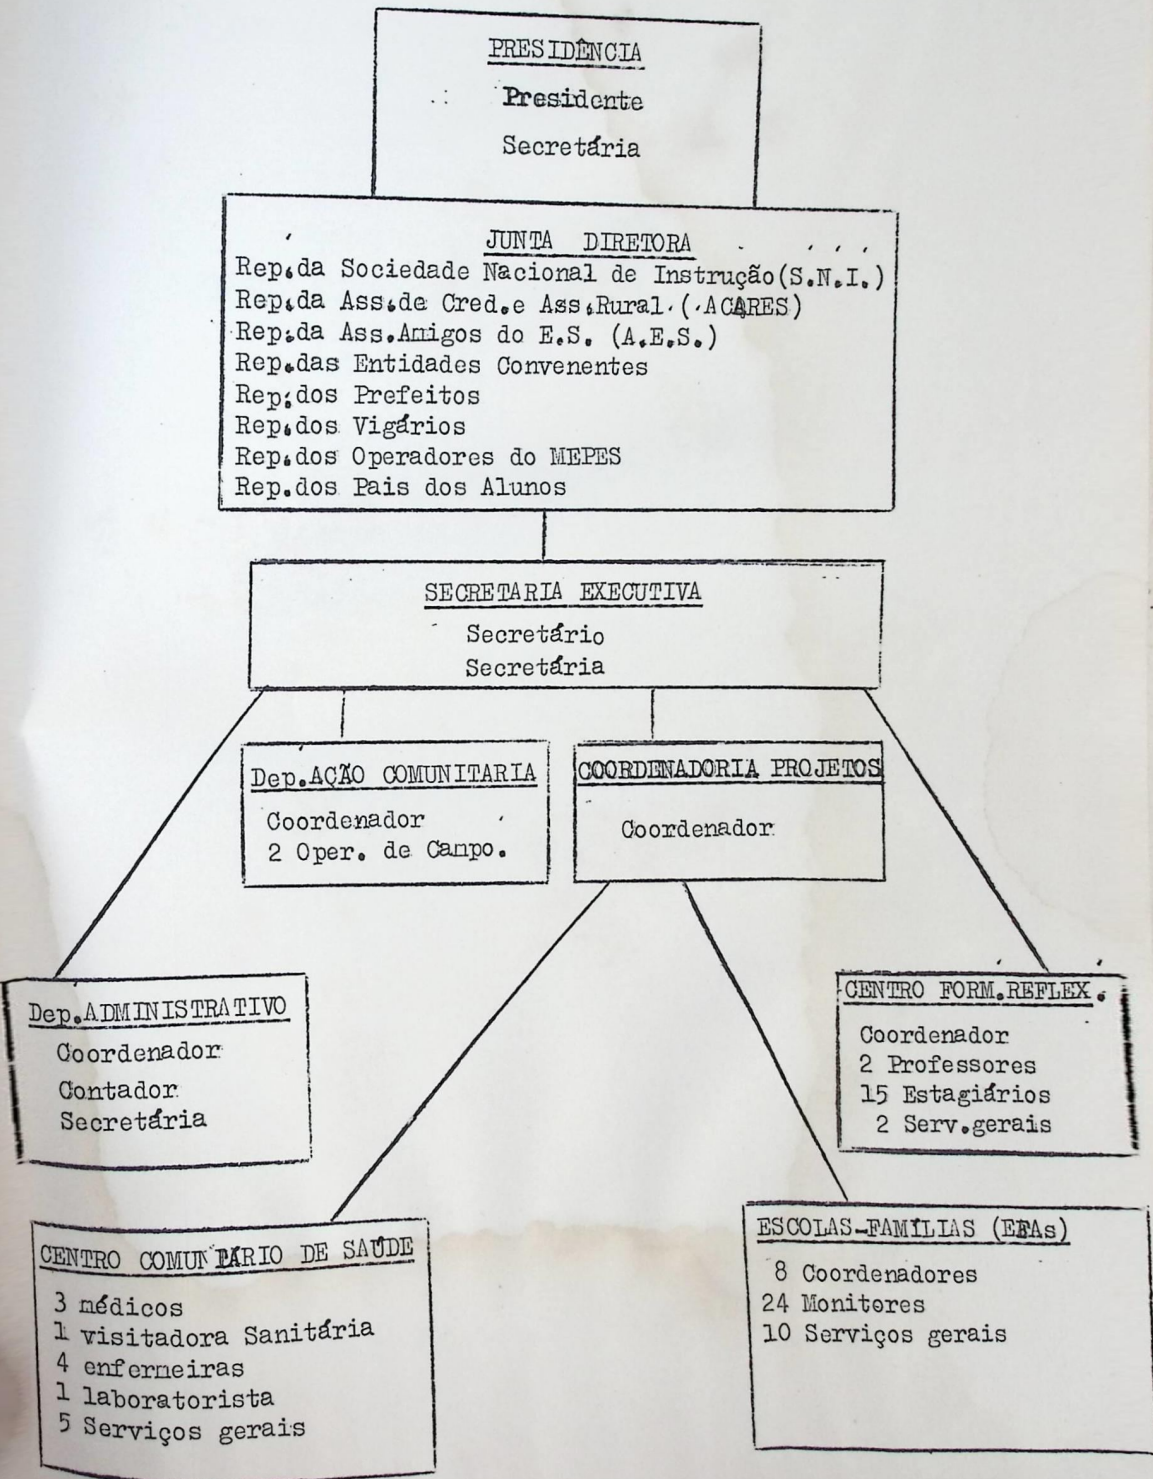 PRESIDÊNCIA
Presidente
Secretária
JUNTA DIRETORA
Rep.da Sociedade Nacional de Instrução(S.N.I.)
Rep.da Ass.de Cred.e Ass.Rural.(ACARES)
Rep.da Ass.Amigos do E.S. (A.E.S.)
Rep.das Entidades Convenentes
Rep.dos Prefeitos
Rep.dos Vigários
Rep.dos Operadores do MEPES
Rep.dos Pais dos Alunos
SECRETARIA EXECUTIVA
Secretário
Secretária
Dep.AÇÃO COMUNITARIA
Coordenador
2 Oper. de Campo.
COORDENADORIA PROJETOS
Coordenador
Dep.ADMINISTRATIVO
Coordenador
Contador
Secretária
CENTRO FORM.REFLEX.
Coordenador
2 Professores
15 Estagiários
2 Serv.gerais
CENTRO COMUNITÁRIO DE SAÚDE
3 médicos
1 visitadora Sanitária
4 enfermeiras
1 laboratorista
5 Serviços gerais
ESCOLAS-FAMÍLIAS (EFAs)
8 Coordenadores
24 Monitores
10 Serviços gerais